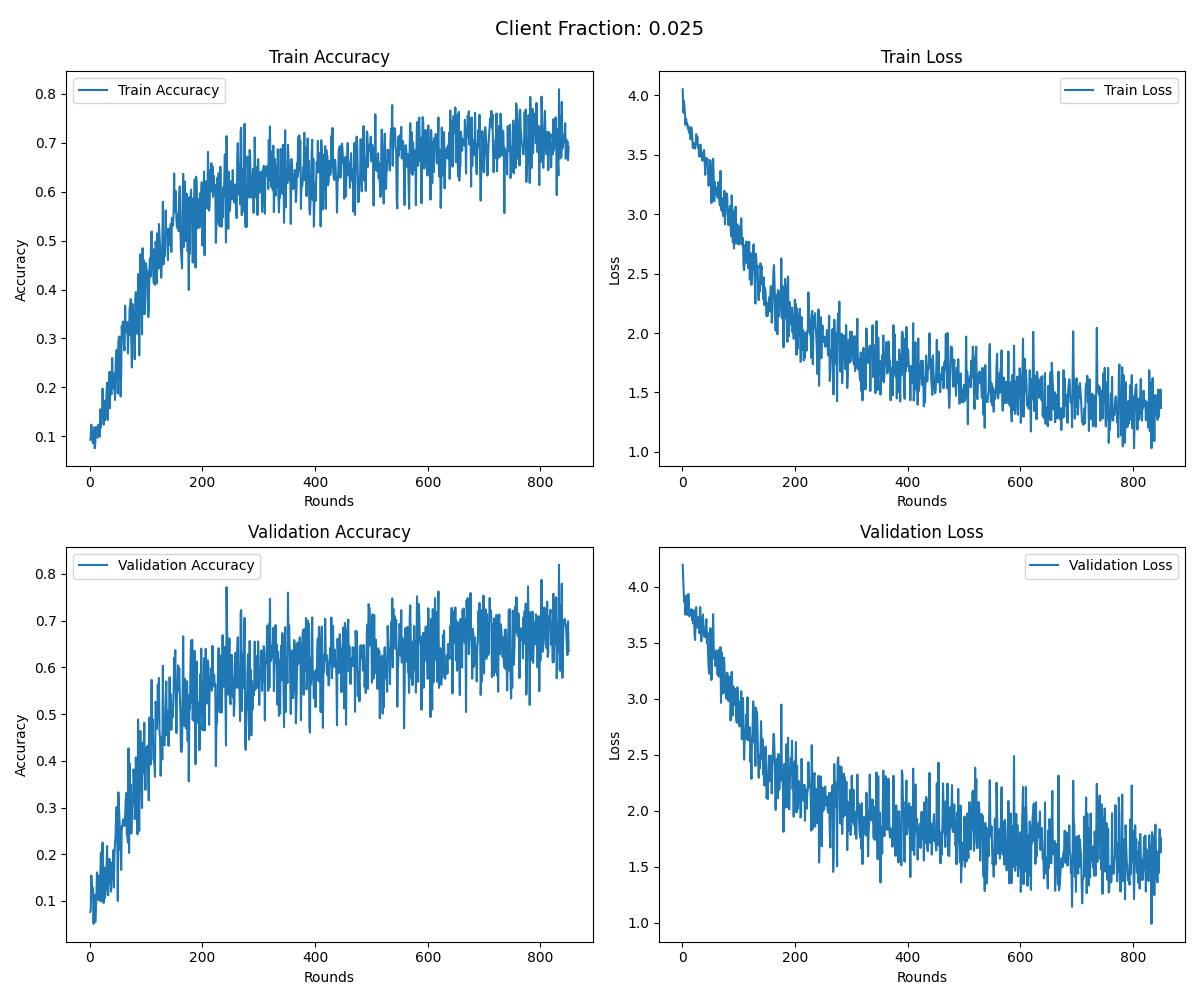 Client Fraction: 0.025
Train Accuracy
Train Accuracy
0.8
0.7
0.6
0.5
0.4
0.3
0.2
0.1
Accuracy
0 200 400 600 800
Rounds
Train Loss
Train Loss
4.0
3.5
3.0
2.5
2.0
1.5
1.0
Loss
0 200 400 600 800
Rounds
Validation Accuracy
Validation Accuracy
0.8
0.7
0.6
0.5
0.4
0.3
0.2
0.1
Accuracy
0 200 400 600 800
Rounds
Validation Loss
Validation Loss
4.0
3.5
3.0
2.5
2.0
1.5
1.0
Loss
0 200 400 600 800
Rounds